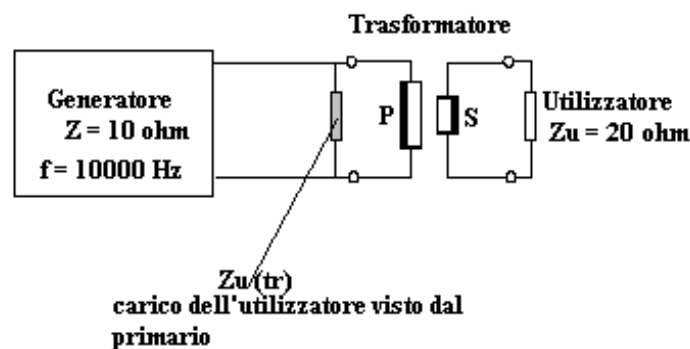 Trasformatore
Generatore
Z = 10 ohm
f = 10000 Hz
P
S
Utilizzatore
Zu = 20 ohm
Zu (tr)
carico dell'utilizzatore visto dal
primario